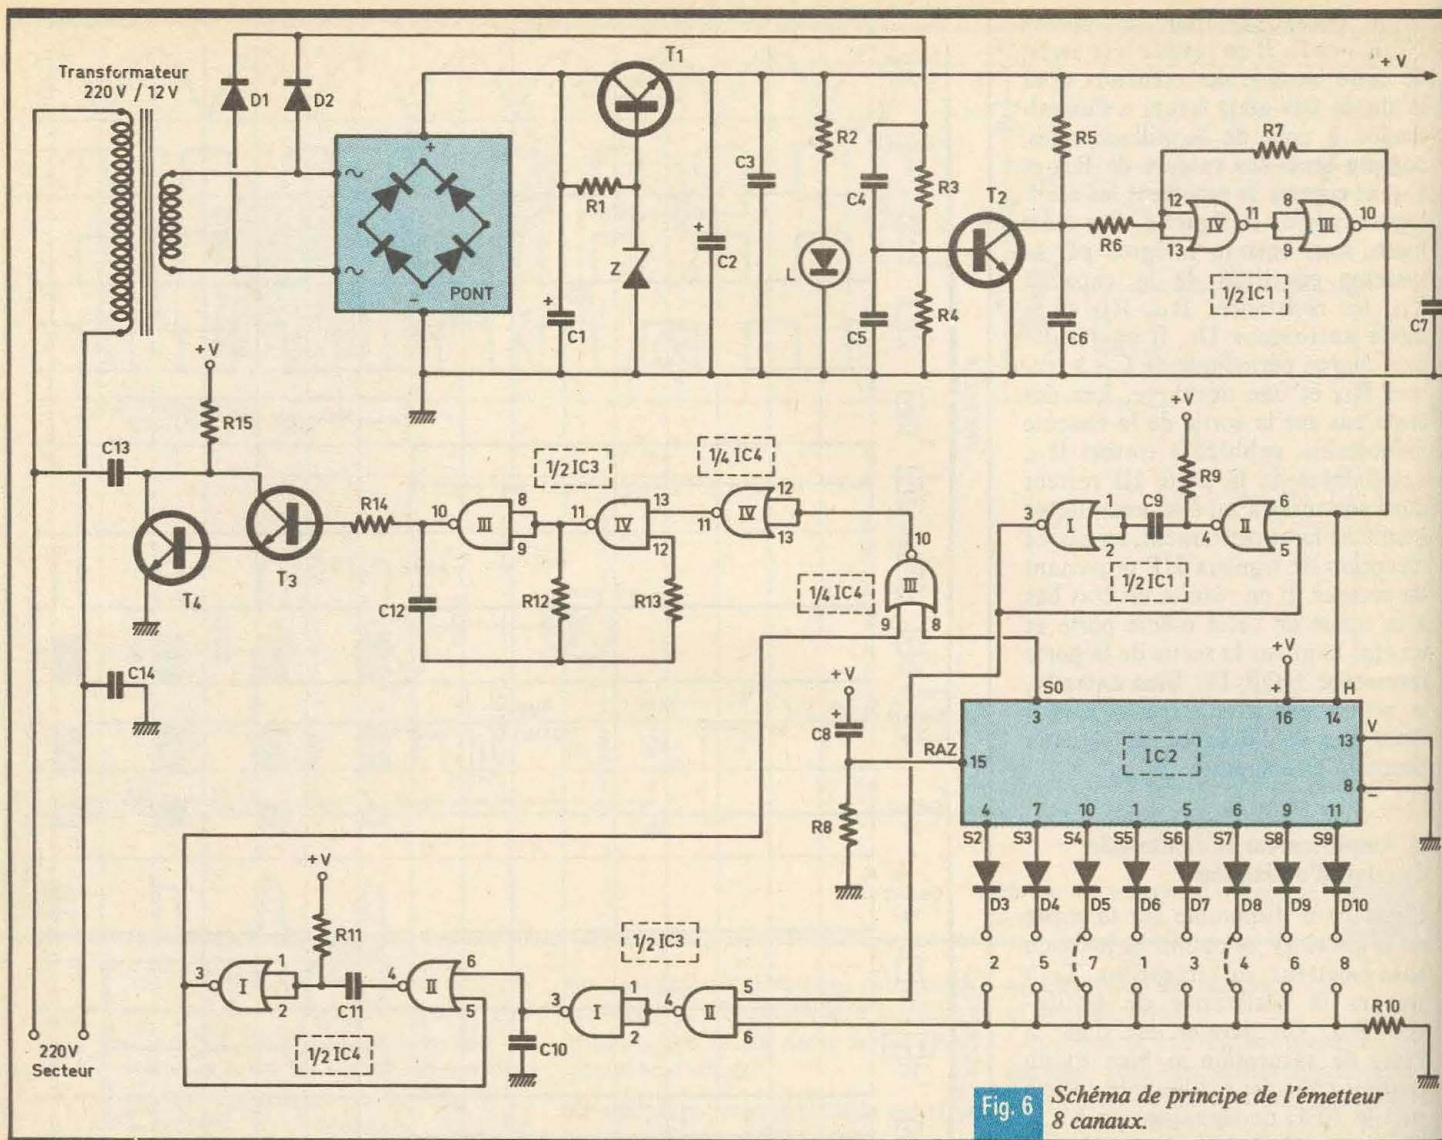 Transformateur
220 V / 12 V
D1
D2
+
~
~
-
PONT
T1
R1
Z
C1
C2
C3
R2
L
C4
C5
R3
R4
T2
R5
R6
C6
+ V
R7
12
13
IV
11
8
9
III
10
1/2 IC1
C7
+V
R15
C13
T4
T3
R14
10
III
8
9
1/2 IC3
11
IV
13
12
1/4 IC4
11
IV
12
13
C12
R12
R13
C14
1/4 IC4
10
III
9
8
3
I
1
2
C9
+V
R9
4
II
6
5
1/2 IC1
+V
C8
+
R8
RAZ
15
S0
3
+V
+
16
H
14
V
13
8
-
IC2
4
7
10
1
5
6
9
11
S2
S3
S4
S5
S6
S7
S8
S9
D3
D4
D5
D6
D7
D8
D9
D10
2
5
7
1
3
4
6
8
R10
+V
R11
3
I
1
2
C11
4
II
6
5
1/2 IC4
C10
1/2 IC3
3
I
1
2
4
II
5
6
220V
Secteur
Fig. 6
Schéma de principe de l'émetteur
8 canaux.